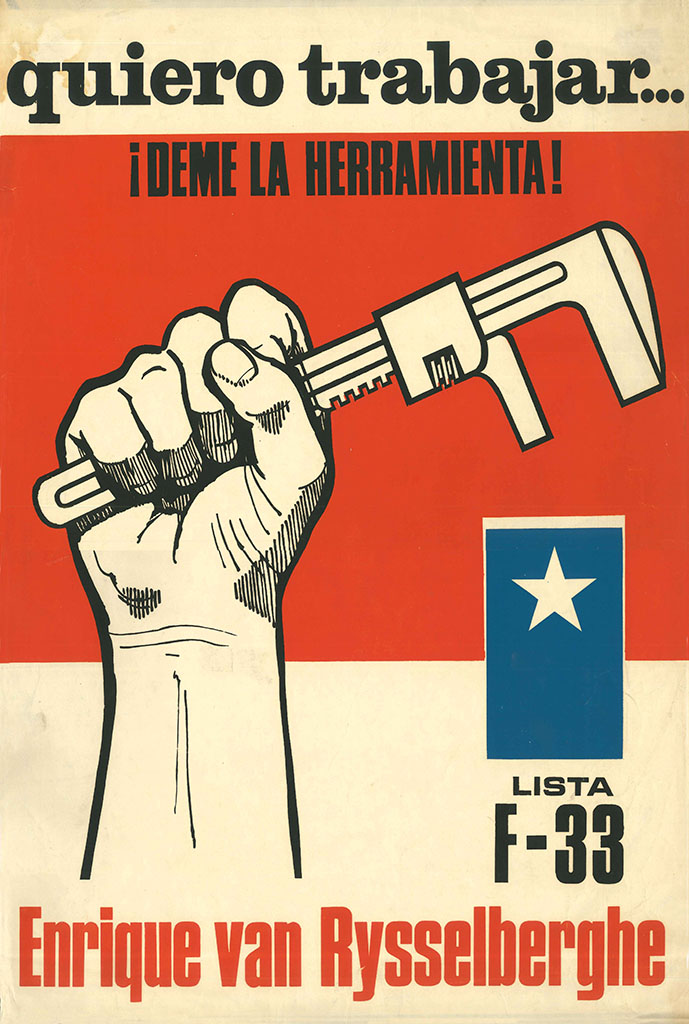 quiero trabajar...
¡DEME LA HERRAMIENTA!
LISTA
F-33
Enrique van Rysselberghe